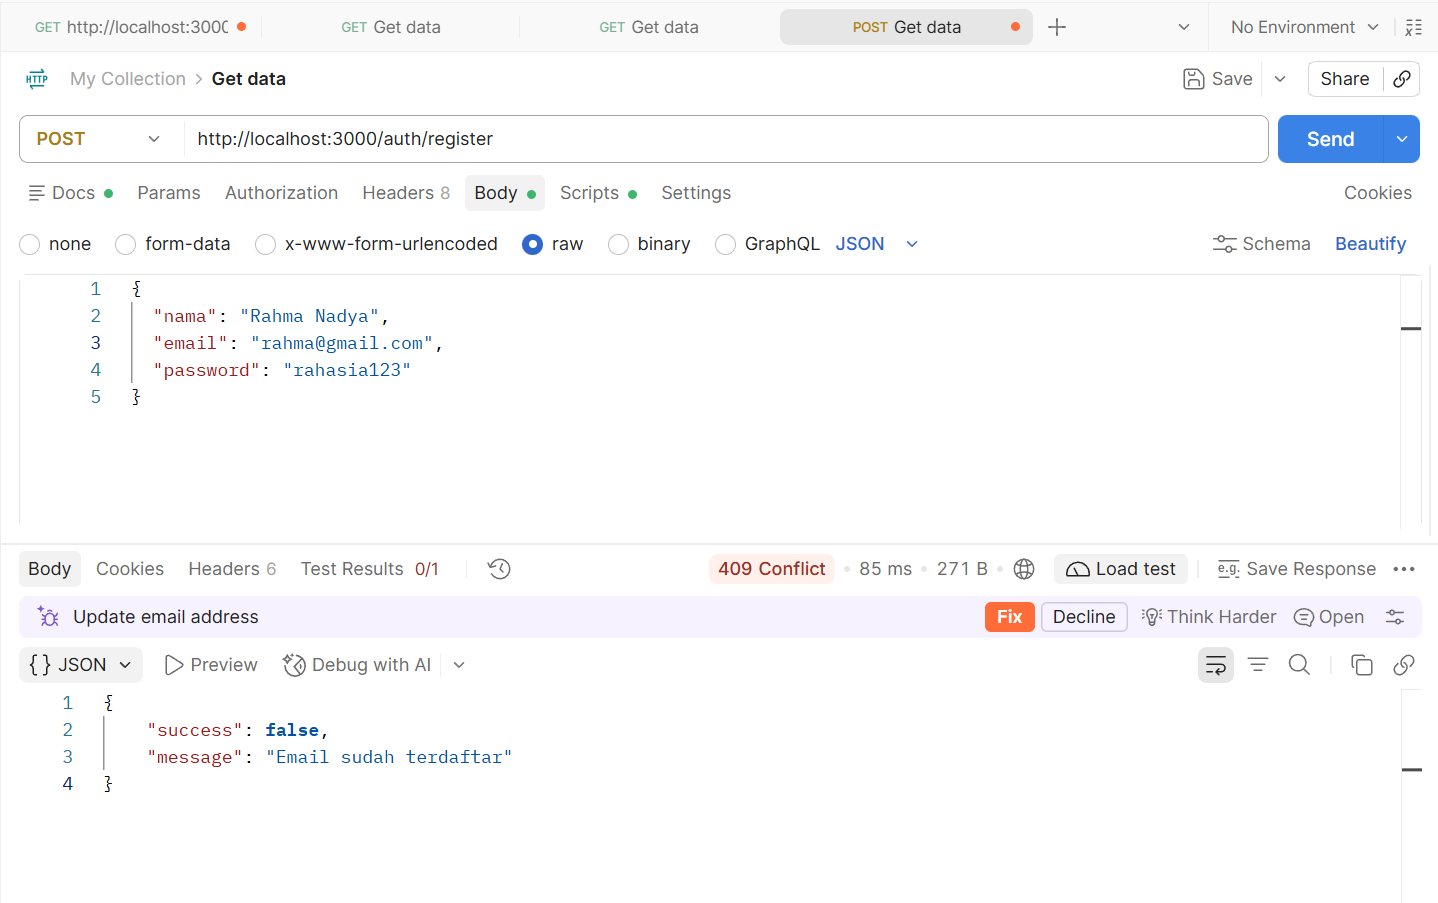 GET http://localhost:300 GET Get data GET Get data POST Get data No Environment
HTTP My Collection > Get data Save Share
POST http://localhost:3000/auth/register Send
Docs Params Authorization Headers 8 Body Scripts Settings Cookies
none form-data x-www-form-urlencoded raw binary GraphQL JSON Schema Beautify
1 {
2 "nama": "Rahma Nadya",
3 "email": "rahma@gmail.com",
4 "password": "rahasia123"
5 }
Body Cookies Headers 6 Test Results 0/1 409 Conflict • 85 ms • 271 B • Load test e.g. Save Response
Update email address Fix Decline Think Harder Open
{} JSON Preview Debug with AI
1 {
2 "success": false,
3 "message": "Email sudah terdaftar"
4 }